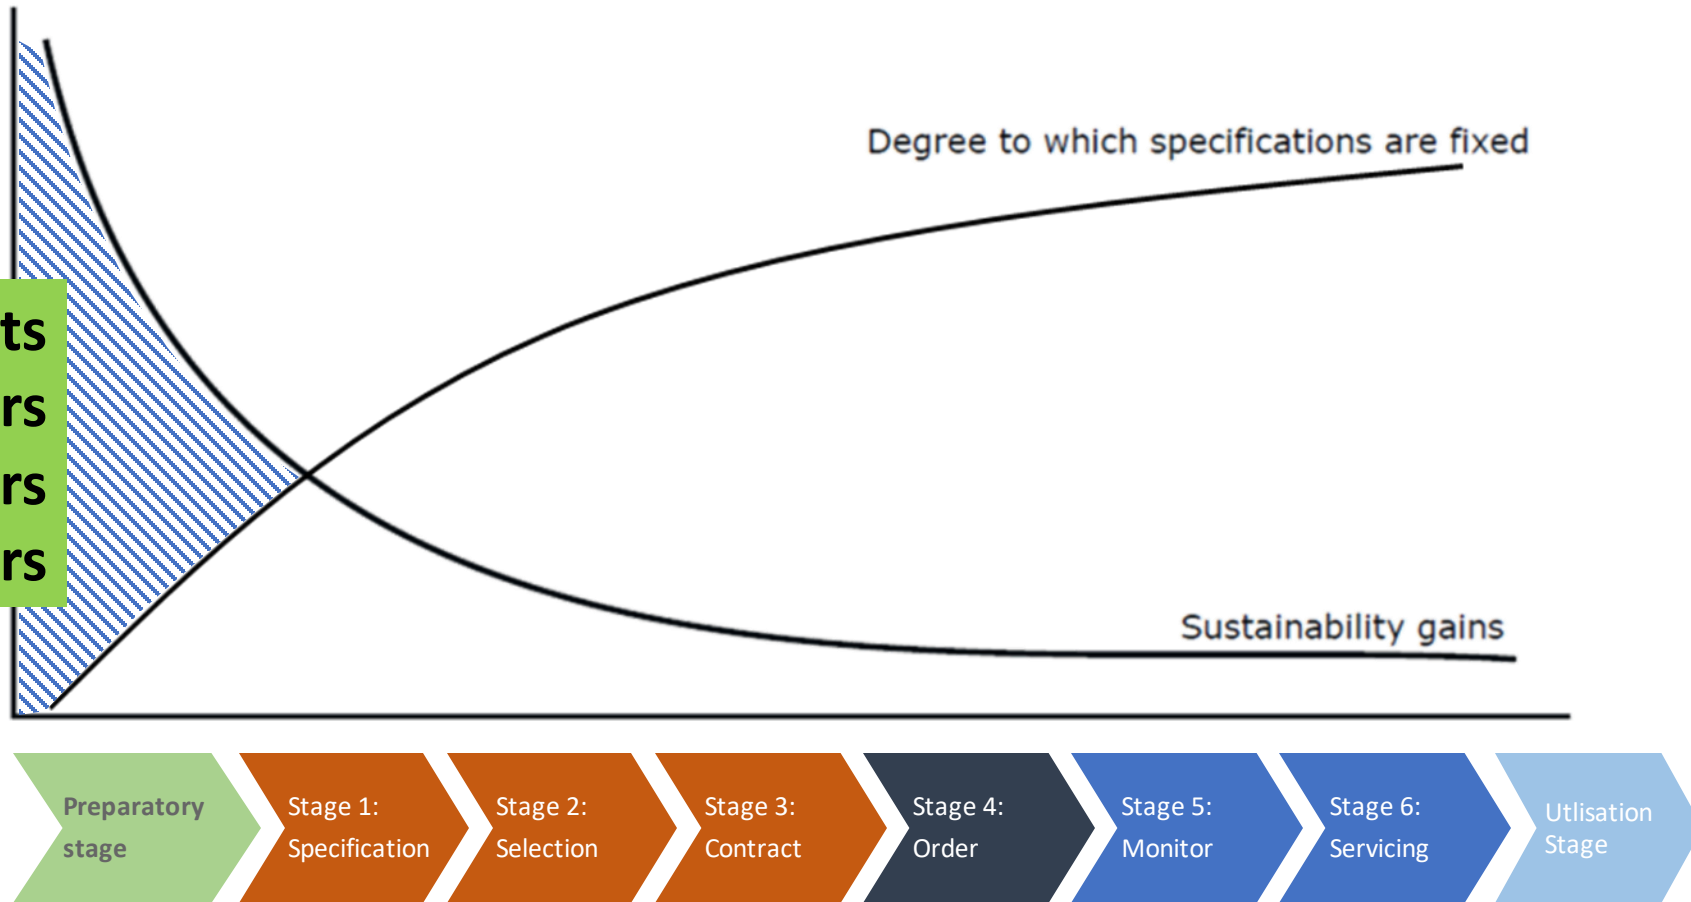 Degree to which specifications are fixed
ts
rs
rs
rs
Sustainability gains
Preparatory
stage
Stage 1:
Specification
Stage 2:
Selection
Stage 3:
Contract
Stage 4:
Order
Stage 5:
Monitor
Stage 6:
Servicing
Utlisation
Stage